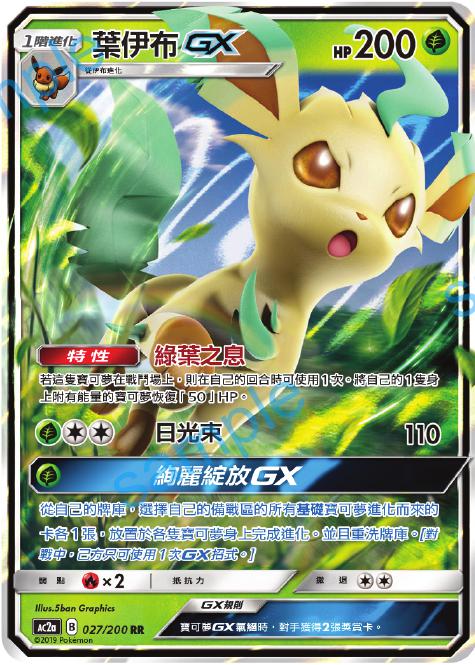 1階進化
葉伊布GX
HP200
從伊布進化
特性 綠葉之息
若這隻寶可夢在戰鬥場上，則在自己的回合時可使用1次。將自己的1隻身
上附有能量的寶可夢恢復「50」HP。
日光束 110
絢麗綻放GX
從自己的牌庫，選擇自己的備戰區的所有基礎寶可夢進化而來的
卡各1張，放置於各隻寶可夢身上完成進化。並且重洗牌庫。[對
戰中，己方只可使用1次GX招式。]
弱點 ×2 抵抗力 撤退
Illus.5ban Graphics
GX規則
AC2a B 027/200 RR
寶可夢GX氣絕時，對手獲得2張獎賞卡。
©2019 Pokémon
sample
sample